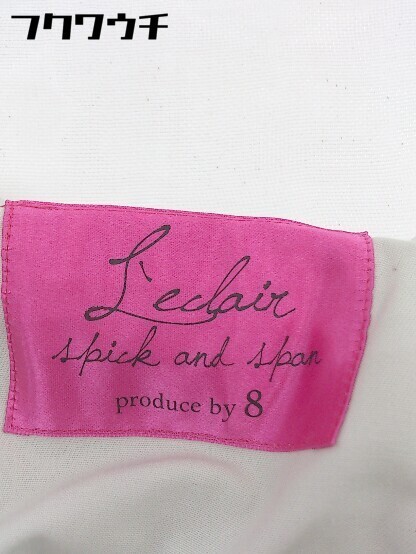 フクワウチ
L'eclair
spick and span
produce by 8